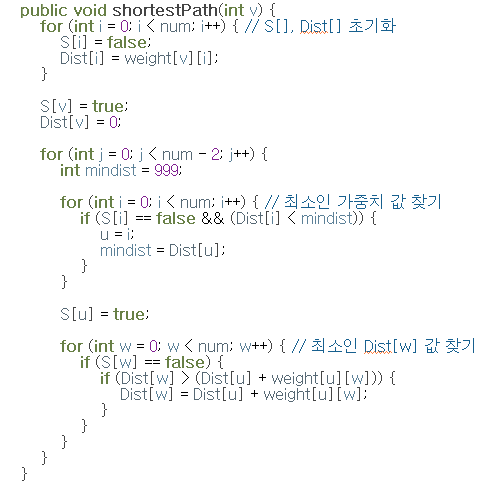 public void shortestPath(int v) {
for (int i = 0; i < num; i++) { // S[], Dist[] 초기화
S[i] = false;
Dist[i] = weight[v][i];
}
S[v] = true;
Dist[v] = 0;
for (int j = 0; j < num - 2; j++) {
int mindist = 999;
for (int i = 0; i < num; i++) { // 최소인 가중치 값 찾기
if (S[i] == false && (Dist[i] < mindist)) {
u = i;
mindist = Dist[u];
}
}
S[u] = true;
for (int w = 0; w < num; w++) { // 최소인 Dist[w] 값 찾기
if (S[w] == false) {
if (Dist[w] > (Dist[u] + weight[u][w])) {
Dist[w] = Dist[u] + weight[u][w];
}
}
}
}
}